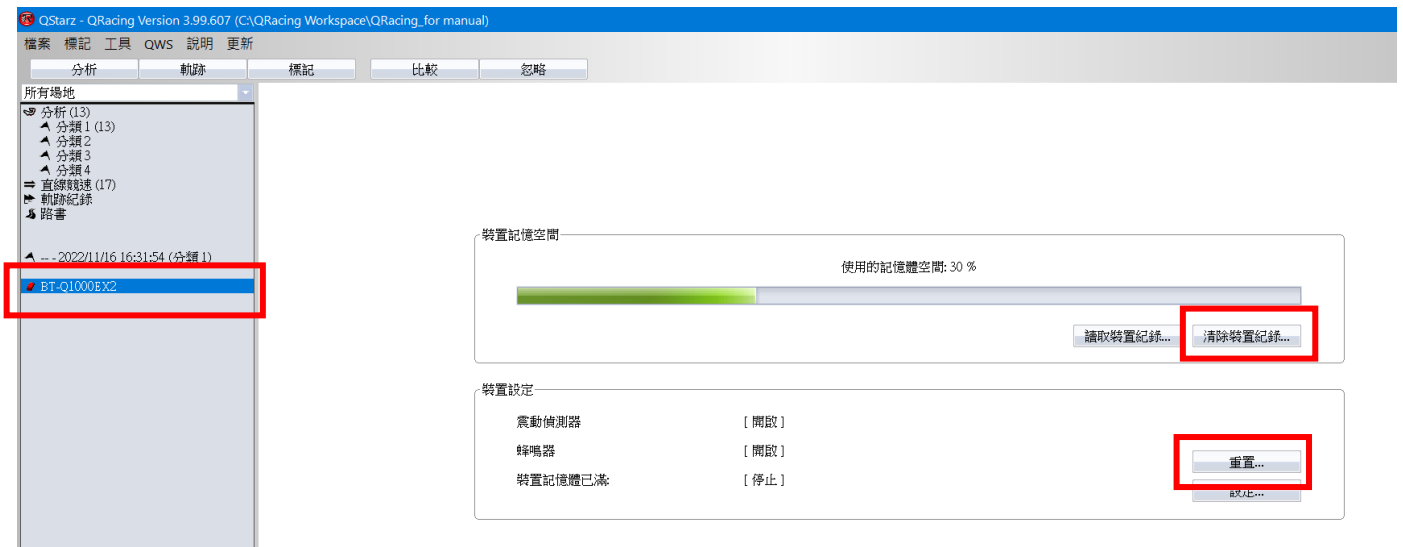 QStarz - QRacing Version 3.99.607 (C:\QRacing Workspace\QRacing_for manual)
檔案 標記 工具 QWS 說明 更新
分析 軌跡 標記 比較 忽略
所有場地
分析 (13)
分類 1 (13)
分類 2
分類 3
分類 4
直線競速 (17)
軌跡紀錄
路書
-- - 2022/11/16 16:31:54 (分類 1)
BT-Q1000EX2
裝置記憶空間
使用的記憶體空間: 30 %
讀取裝置紀錄... 清除裝置紀錄...
裝置設定
震動偵測器 [ 開啟 ]
蜂鳴器 [ 開啟 ]
重置...
裝置記憶體已滿: [ 停止 ]
設定...